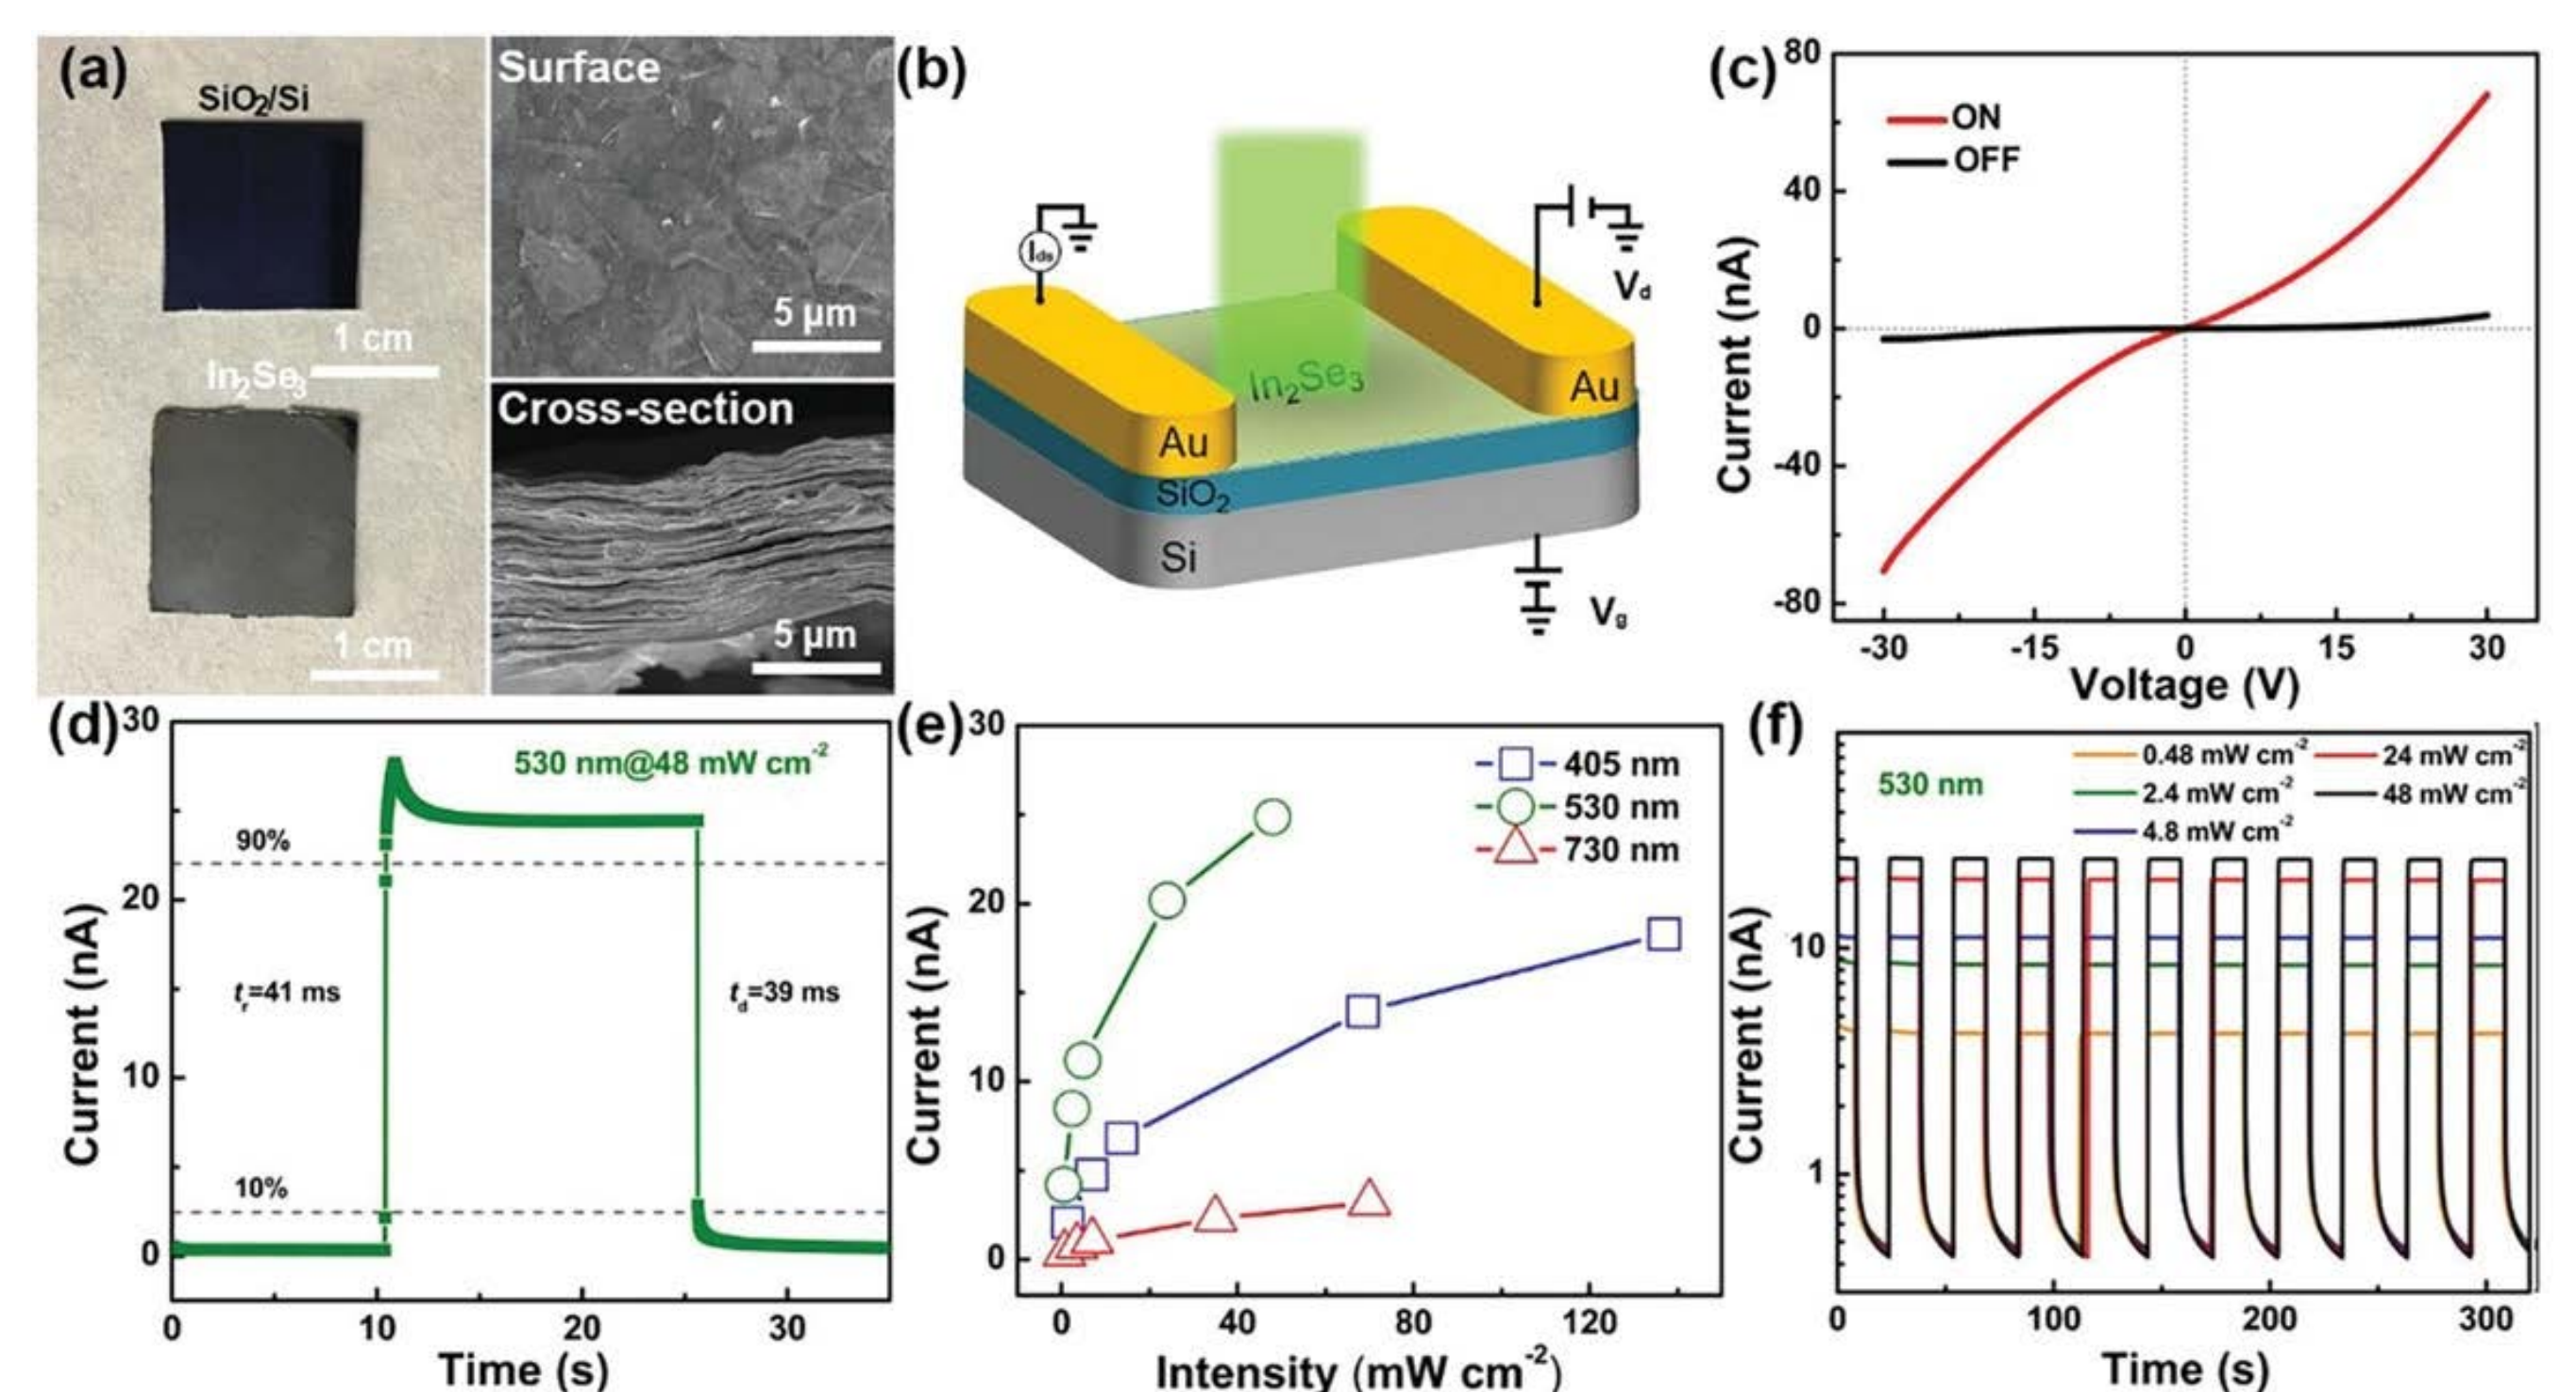 (a)
SiO2/Si
1 cm
In2Se3
1 cm
Surface
5 µm
Cross-section
5 µm
(b)
Ids
Vd
In2Se3
Au
Au
SiO2
Si
Vg
(c)
ON
OFF
80
40
0
-40
-80
Current (nA)
-30 -15 0 15 30
Voltage (V)
(d)
530 nm@48 mW cm-2
90%
tr=41 ms
td=39 ms
10%
30
20
10
0
Current (nA)
0 10 20 30
Time (s)
(e)
405 nm
530 nm
730 nm
30
20
10
0
Current (nA)
0 40 80 120
Intensity (mW cm-2)
(f)
530 nm
0.48 mW cm-2 24 mW cm-2
2.4 mW cm-2 48 mW cm-2
4.8 mW cm-2
10
1
Current (nA)
0 100 200 300
Time (s)